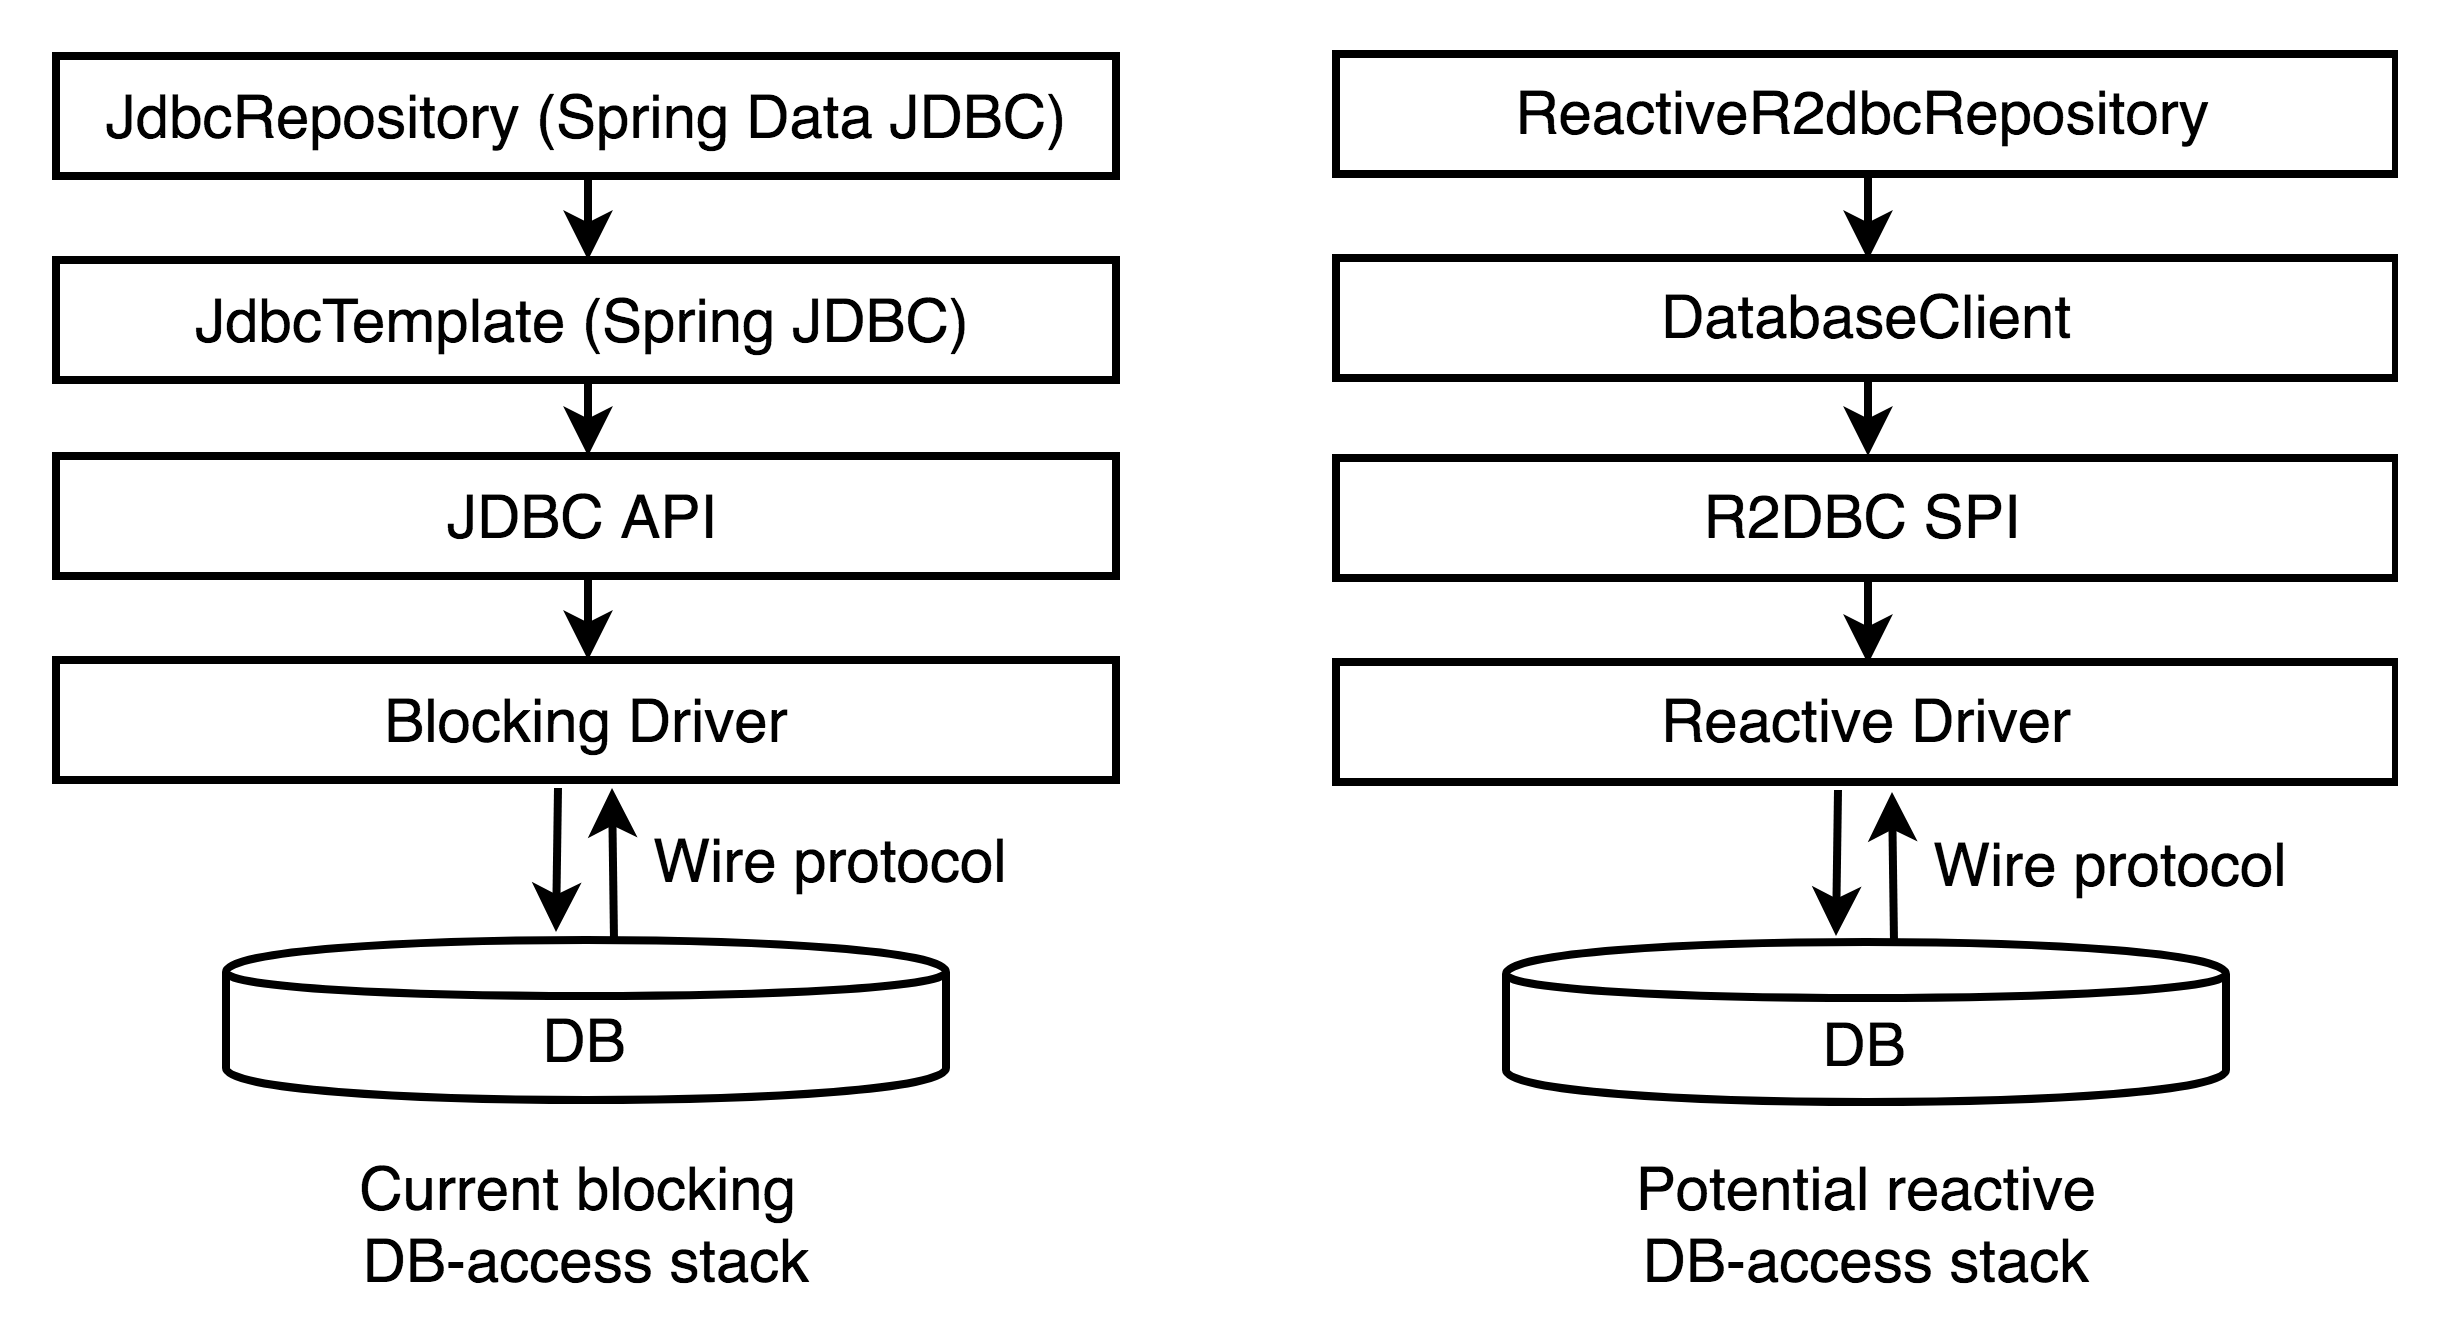 JdbcRepository (Spring Data JDBC)
JdbcTemplate (Spring JDBC)
JDBC API
Blocking Driver
Wire protocol
DB
Current blocking
DB-access stack
ReactiveR2dbcRepository
DatabaseClient
R2DBC SPI
Reactive Driver
Wire protocol
DB
Potential reactive
DB-access stack